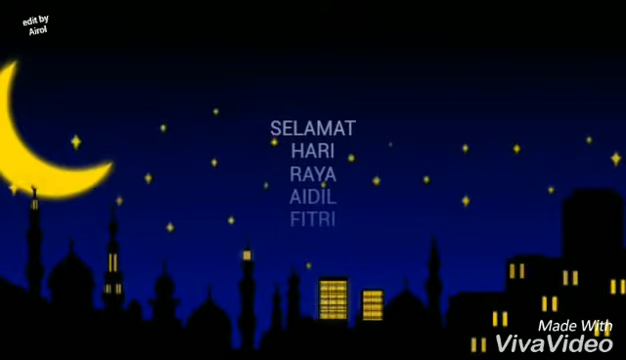 edit by
Airol
SELAMAT
HARI
RAYA
AIDIL
FITRI
Made With
VivaVideo